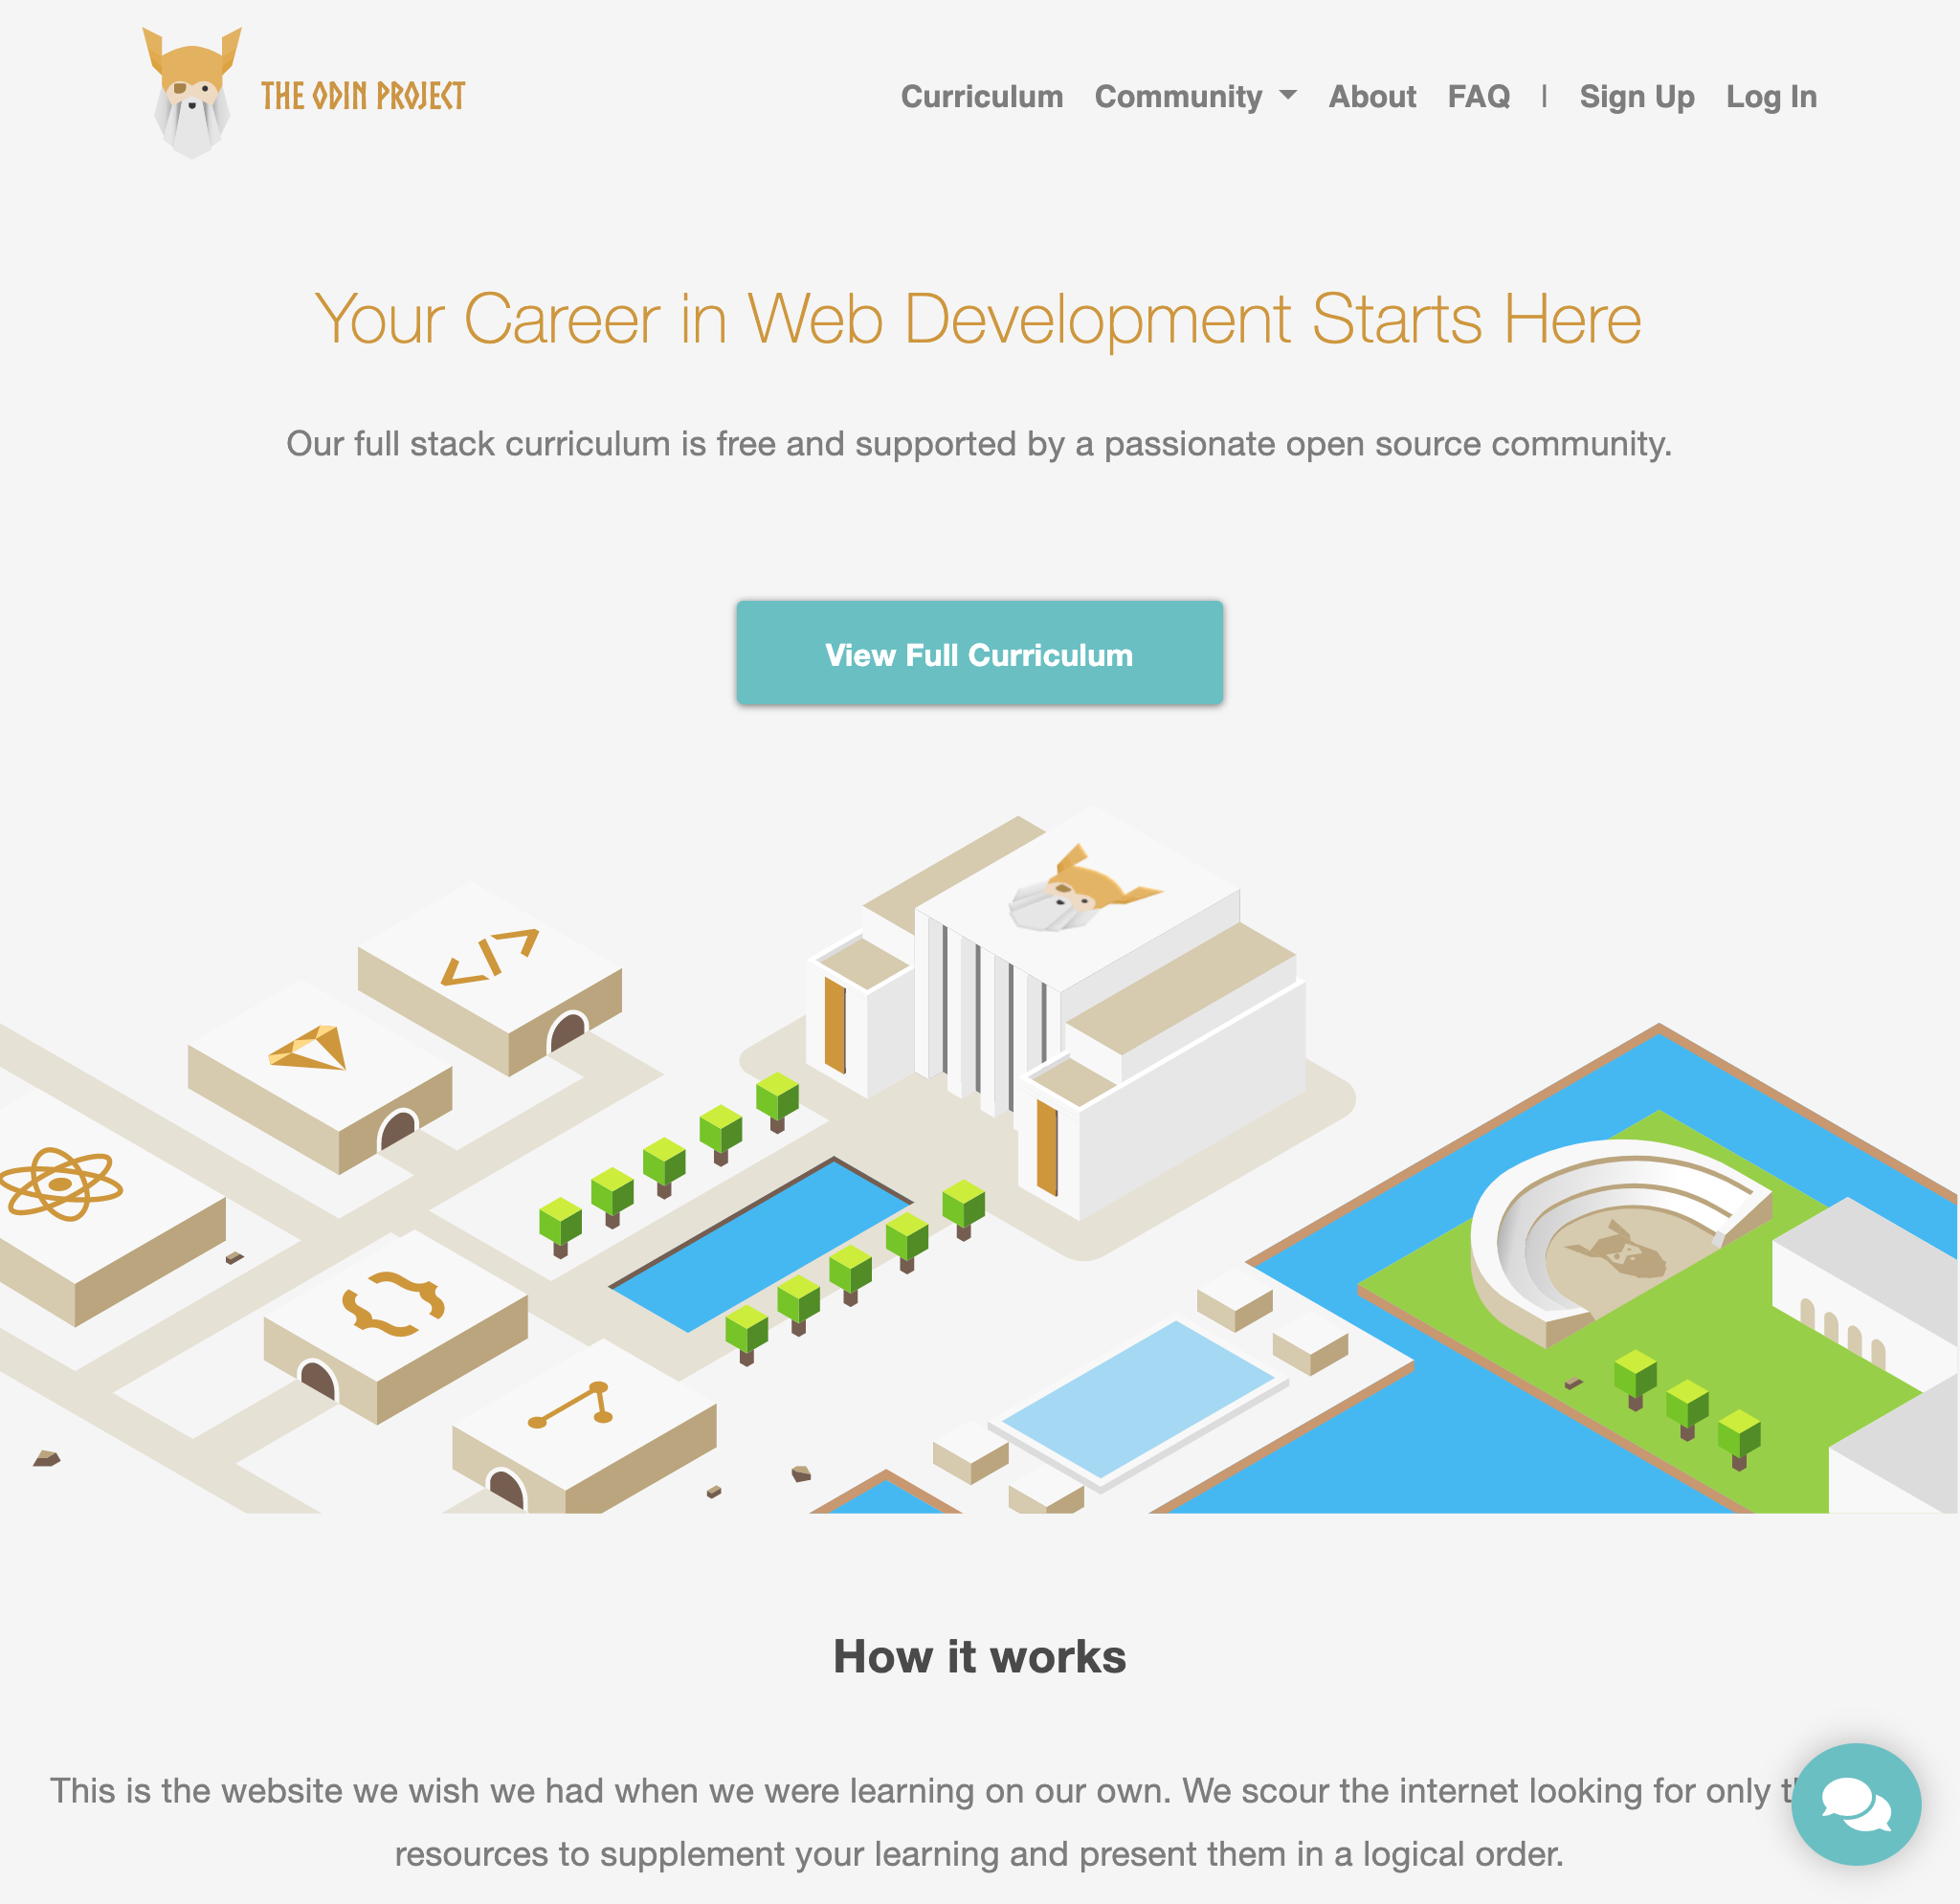 THE ODIN PROJECT
Curriculum Community About FAQ | Sign Up Log In
Your Career in Web Development Starts Here
Our full stack curriculum is free and supported by a passionate open source community.
View Full Curriculum
</>
How it works
This is the website we wish we had when we were learning on our own. We scour the internet looking for only
resources to supplement your learning and present them in a logical order.